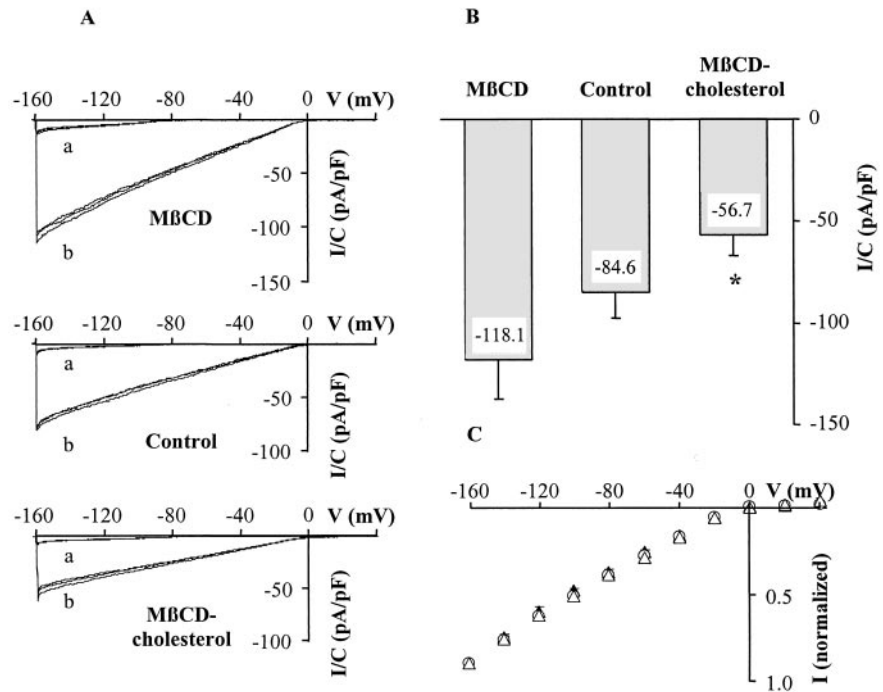 A
-160 -120 -80 -40 0 V (mV)
a
-50
MßCD
-100
b
-150
I/C (pA/pF)
-160 -120 -80 -40 0 V (mV)
a
-50
b
Control
-100
I/C (pA/pF)
-160 -120 -80 -40 0 V (mV)
a
-50
b
MßCD-
cholesterol
-100
I/C (pA/pF)
B
MßCD Control MßCD-
cholesterol
0
-56.7
-50
-84.6
*
-118.1
-100
-150
I/C (pA/pF)
C
-160 -120 -80 -40 0 V (mV)
0.5
1.0
I (normalized)